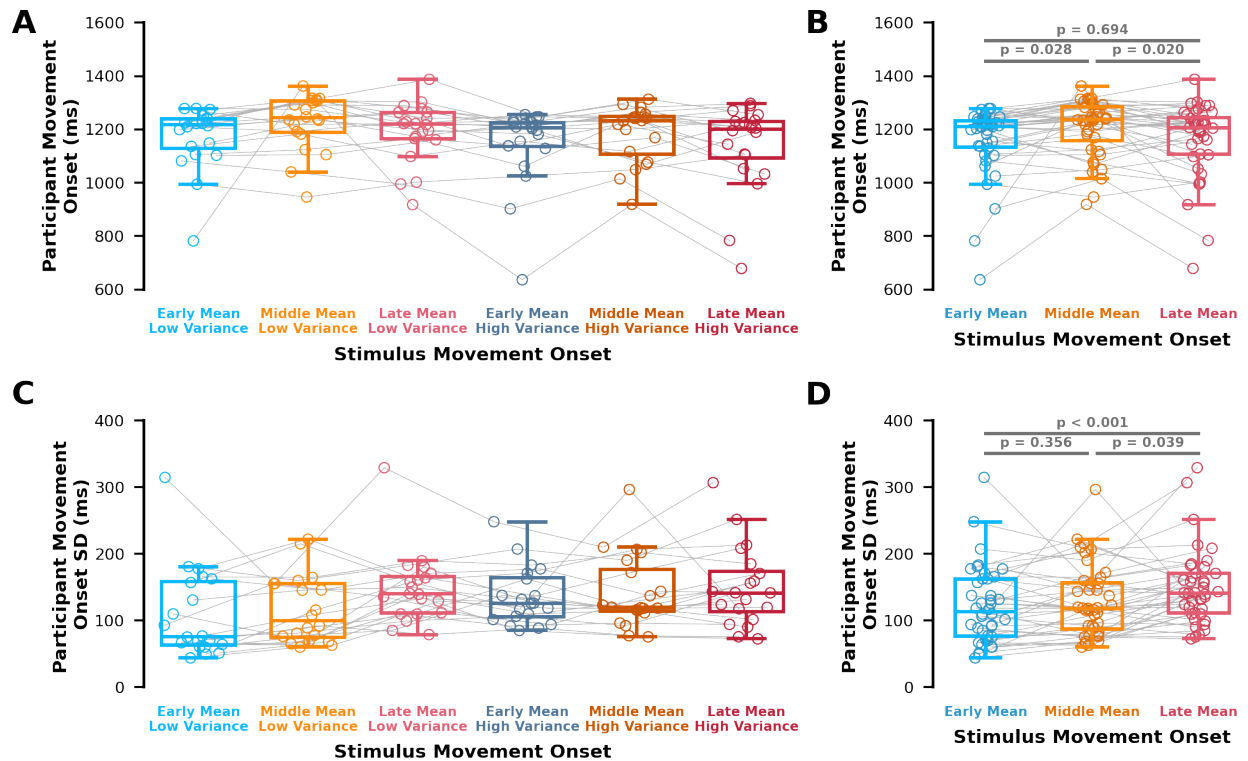 A
Participant Movement
Onset (ms)
1600
1400
1200
1000
800
600
Early Mean
Low Variance
Middle Mean
Low Variance
Late Mean
Low Variance
Early Mean
High Variance
Middle Mean
High Variance
Late Mean
High Variance
Stimulus Movement Onset
B
Participant Movement
Onset (ms)
1600
1400
1200
1000
800
600
p = 0.694
p = 0.028
p = 0.020
Early Mean
Middle Mean
Late Mean
Stimulus Movement Onset
C
Participant Movement
Onset SD (ms)
400
300
200
100
0
Early Mean
Low Variance
Middle Mean
Low Variance
Late Mean
Low Variance
Early Mean
High Variance
Middle Mean
High Variance
Late Mean
High Variance
Stimulus Movement Onset
D
Participant Movement
Onset SD (ms)
400
300
200
100
0
p < 0.001
p = 0.356
p = 0.039
Early Mean
Middle Mean
Late Mean
Stimulus Movement Onset